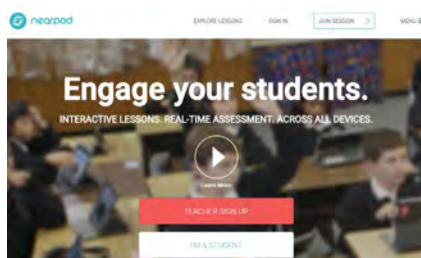 nearpod
EXPLORE LESSONS SIGN IN JOIN SESSION MENU
Engage your students.
INTERACTIVE LESSONS. REAL-TIME ASSESSMENT. ACROSS ALL DEVICES.
Learn More
TEACHER SIGN UP
I'M A STUDENT